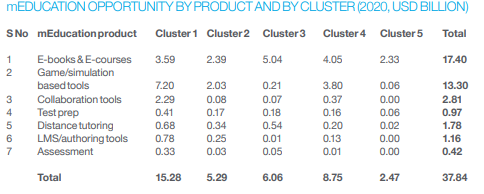 mEDUCATION OPPORTUNITY BY PRODUCT AND BY CLUSTER (2020, USD BILLION)
S No mEducation product Cluster 1 Cluster 2 Cluster 3 Cluster 4 Cluster 5 Total
1 E-books & E-courses 3.59 2.39 5.04 4.05 2.33 17.40
2 Game/simulation
based tools 7.20 2.03 0.21 3.80 0.06 13.30
3 Collaboration tools 2.29 0.08 0.07 0.37 0.00 2.81
4 Test prep 0.41 0.17 0.18 0.16 0.06 0.97
5 Distance tutoring 0.68 0.34 0.54 0.20 0.02 1.78
6 LMS/authoring tools 0.78 0.25 0.01 0.13 0.00 1.16
7 Assessment 0.33 0.03 0.05 0.01 0.00 0.42
Total 15.28 5.29 6.06 8.75 2.47 37.84